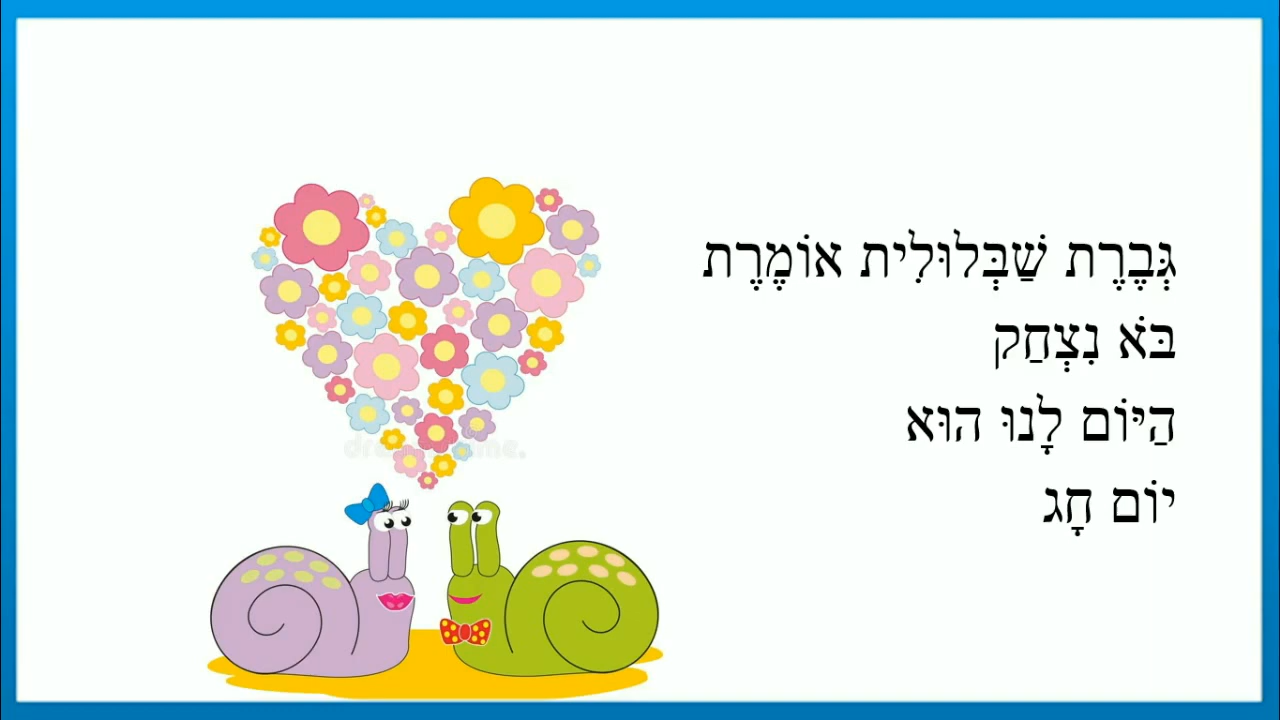 גְּבֶרֶת שַׁבְּלוּלִית אוֹמֶרֶת
בֹּא נִצְחַק
הַיּוֹם לָנוּ הוּא
יוֹם חָג